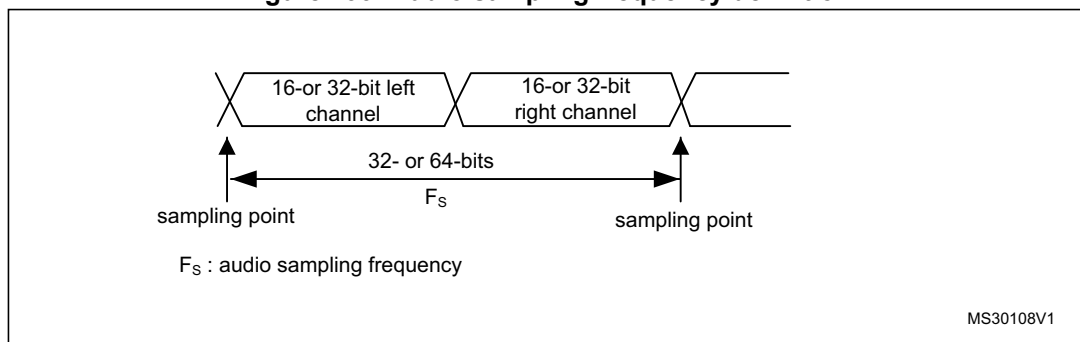 16-or 32-bit left
channel
16-or 32-bit
right channel
32- or 64-bits
FS
sampling point
sampling point
FS : audio sampling frequency
MS30108V1